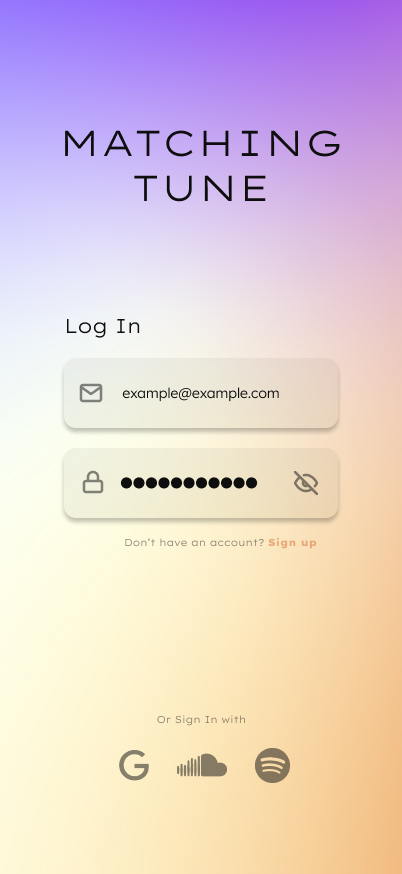 MATCHING
TUNE
Log In
example@example.com
●●●●●●●●●●●
Don't have an account? Sign up
Or Sign In with
G